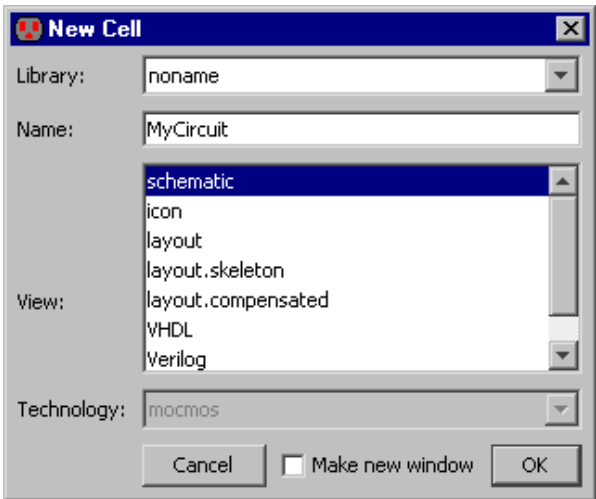 New Cell
Library: noname
Name: MyCircuit
View:
schematic
icon
layout
layout.skeleton
layout.compensated
VHDL
Verilog
Technology: mocmos
Cancel Make new window OK